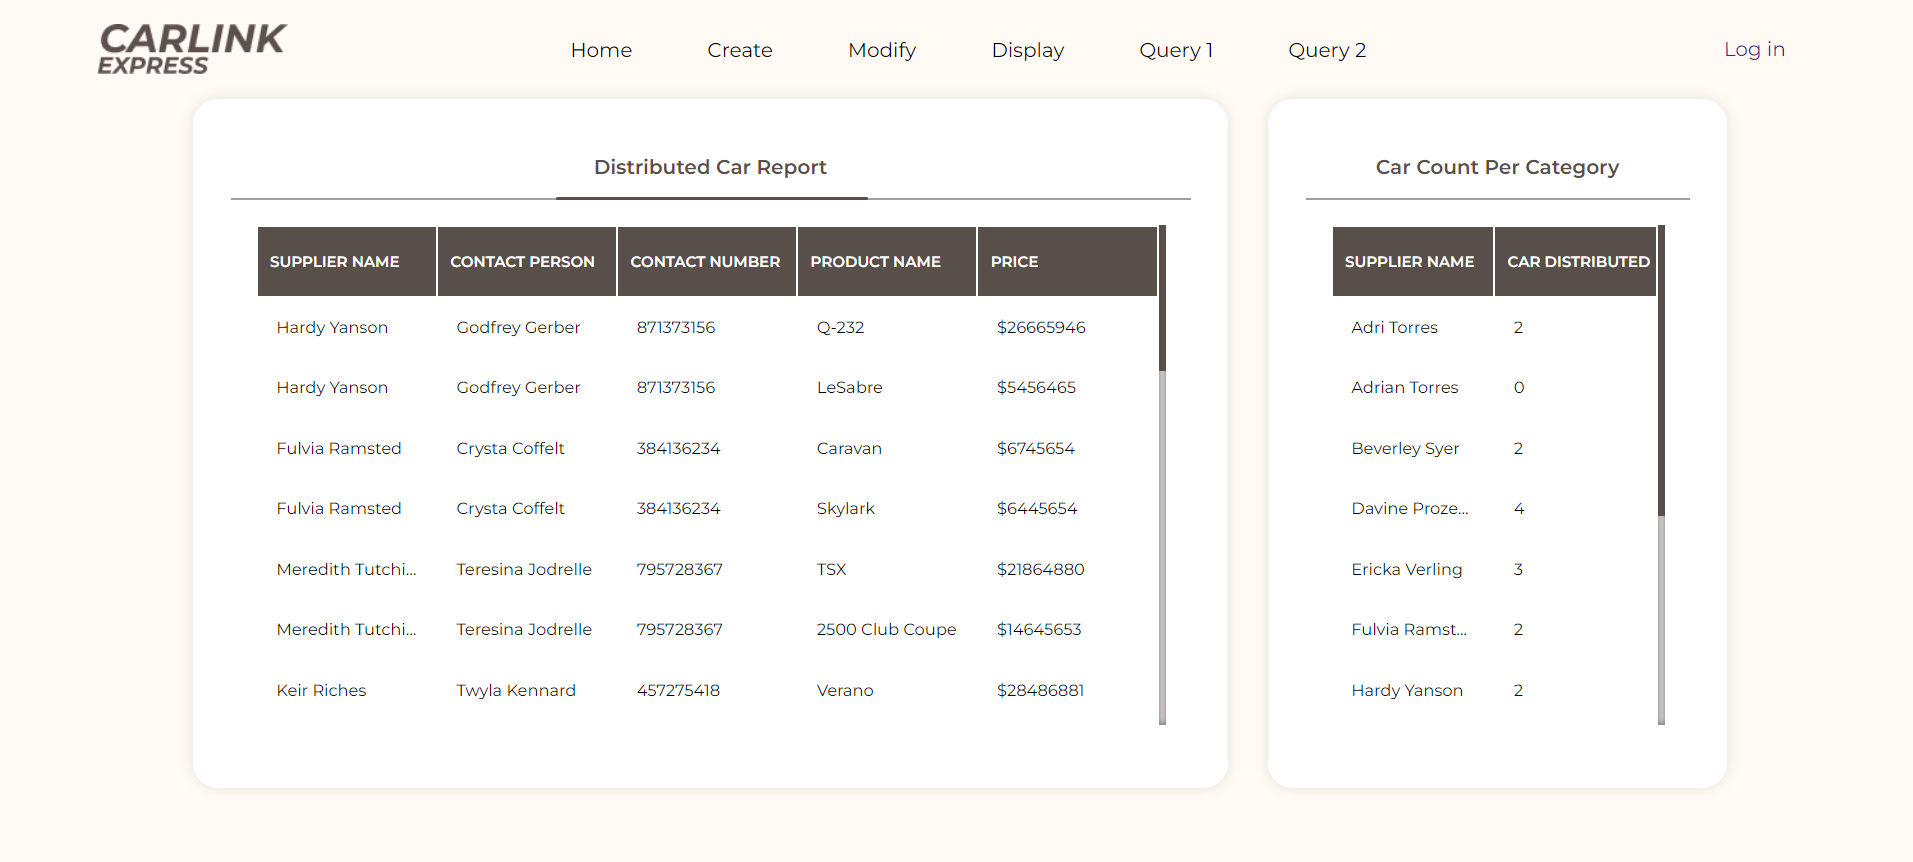 CARLINK
EXPRESS
Home Create Modify Display Query 1 Query 2 Log in
Distributed Car Report
SUPPLIER NAME CONTACT PERSON CONTACT NUMBER PRODUCT NAME PRICE
Hardy Yanson Godfrey Gerber 871373156 Q-232 $26665946
Hardy Yanson Godfrey Gerber 871373156 LeSabre $5456465
Fulvia Ramsted Crysta Coffelt 384136234 Caravan $6745654
Fulvia Ramsted Crysta Coffelt 384136234 Skylark $6445654
Meredith Tutchi... Teresina Jodrelle 795728367 TSX $21864880
Meredith Tutchi... Teresina Jodrelle 795728367 2500 Club Coupe $14645653
Keir Riches Twyla Kennard 457275418 Verano $28486881
Car Count Per Category
SUPPLIER NAME CAR DISTRIBUTED
Adri Torres 2
Adrian Torres 0
Beverley Syer 2
Davine Proze... 4
Ericka Verling 3
Fulvia Ramst... 2
Hardy Yanson 2